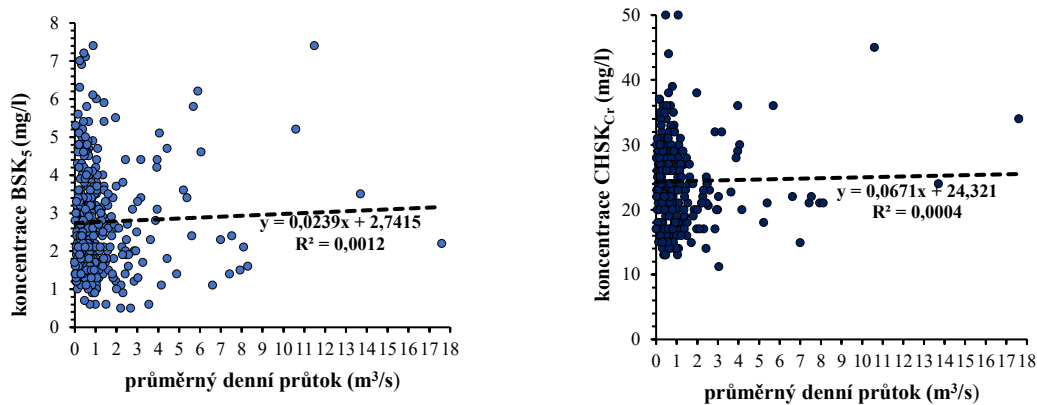 koncentrace BSK5 (mg/l)
8
7
6
5
4
3
2
1
0
y = 0,0239x + 2,7415
R² = 0,0012
0 1 2 3 4 5 6 7 8 9 10 11 12 13 14 15 16 17 18
průměrný denní průtok (m³/s)
koncentrace CHSKCr (mg/l)
50
40
30
20
10
0
y = 0,0671x + 24,321
R² = 0,0004
0 1 2 3 4 5 6 7 8 9 10 11 12 13 14 15 16 17 18
průměrný denní průtok (m³/s)